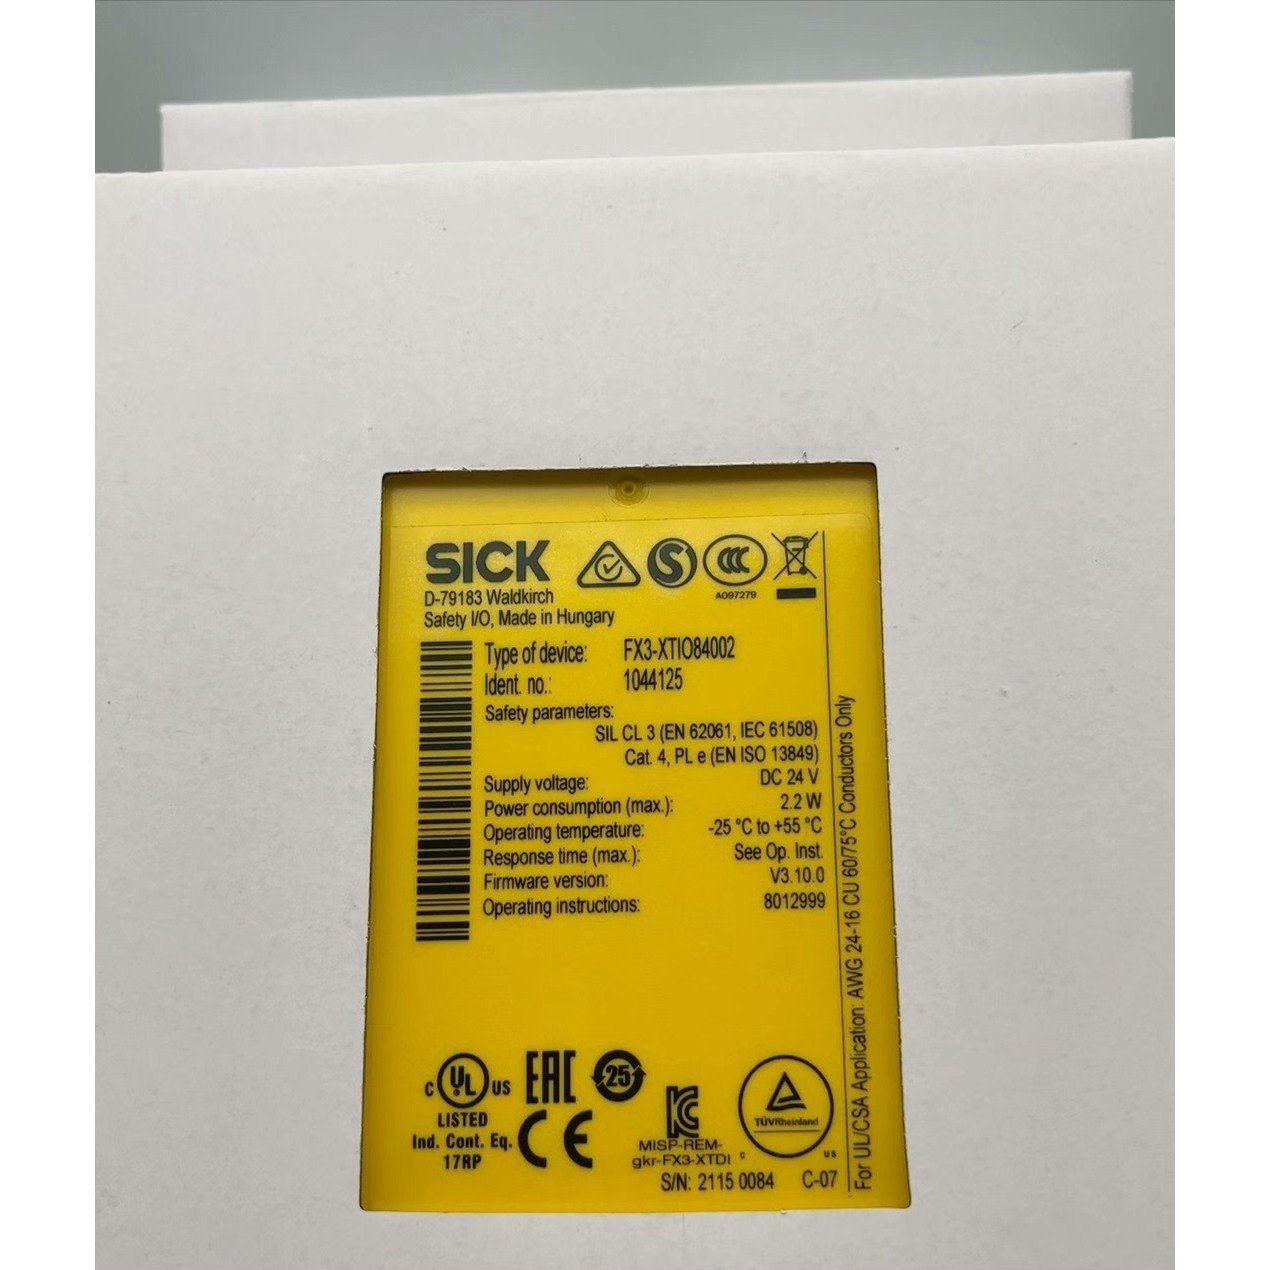 SICK
D-79183 Waldkirch
Safety I/O, Made in Hungary
A097279
Type of device: FX3-XTIO84002
Ident. no.: 1044125
Safety parameters:
SIL CL 3 (EN 62061, IEC 61508)
Cat. 4, PL e (EN ISO 13849)
Supply voltage: DC 24 V
Power consumption (max.): 2.2 W
Operating temperature: -25 °C to +55 °C
Response time (max.): See Op. Inst.
Firmware version: V3.10.0
Operating instructions: 8012999
For UL/CSA Application: AWG 24-16 CU 60/75°C Conductors Only
C UL US
LISTED
Ind. Cont. Eq.
17RP
EAC
25
CE
MSIP-REM-
gkr-FX3-XTDI
TÜVRheinland
C US
S/N: 2115 0084 C-07